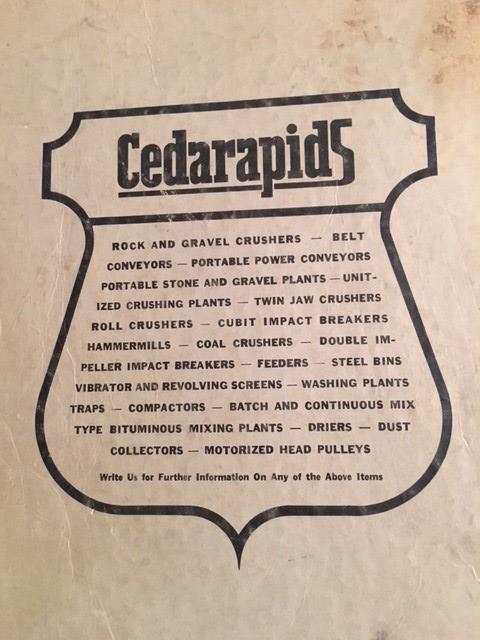 Cedarapids
ROCK AND GRAVEL CRUSHERS — BELT
CONVEYORS — PORTABLE POWER CONVEYORS
PORTABLE STONE AND GRAVEL PLANTS — UNIT-
IZED CRUSHING PLANTS — TWIN JAW CRUSHERS
ROLL CRUSHERS — CUBIT IMPACT BREAKERS
HAMMERMILLS — COAL CRUSHERS — DOUBLE IM-
PELLER IMPACT BREAKERS — FEEDERS — STEEL BINS
VIBRATOR AND REVOLVING SCREENS — WASHING PLANTS
TRAPS — COMPACTORS — BATCH AND CONTINUOUS MIX
TYPE BITUMINOUS MIXING PLANTS — DRIERS — DUST
COLLECTORS — MOTORIZED HEAD PULLEYS
Write Us for Further Information On Any of the Above Items